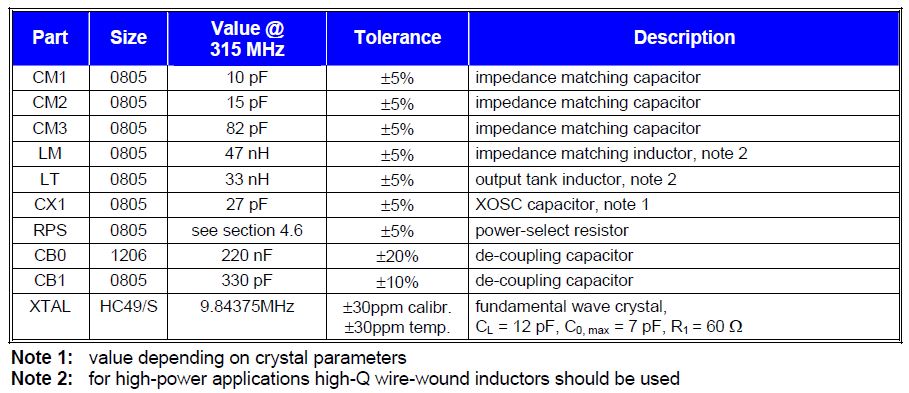 Part Size Value @ 315 MHz Tolerance Description
CM1 0805 10 pF ±5% impedance matching capacitor
CM2 0805 15 pF ±5% impedance matching capacitor
CM3 0805 82 pF ±5% impedance matching capacitor
LM 0805 47 nH ±5% impedance matching inductor, note 2
LT 0805 33 nH ±5% output tank inductor, note 2
CX1 0805 27 pF ±5% XOSC capacitor, note 1
RPS 0805 see section 4.6 ±5% power-select resistor
CB0 1206 220 nF ±20% de-coupling capacitor
CB1 0805 330 pF ±10% de-coupling capacitor
XTAL HC49/S 9.84375MHz ±30ppm calibr. fundamental wave crystal,
±30ppm temp. CL = 12 pF, C0, max = 7 pF, R1 = 60 Ω
Note 1: value depending on crystal parameters
Note 2: for high-power applications high-Q wire-wound inductors should be used